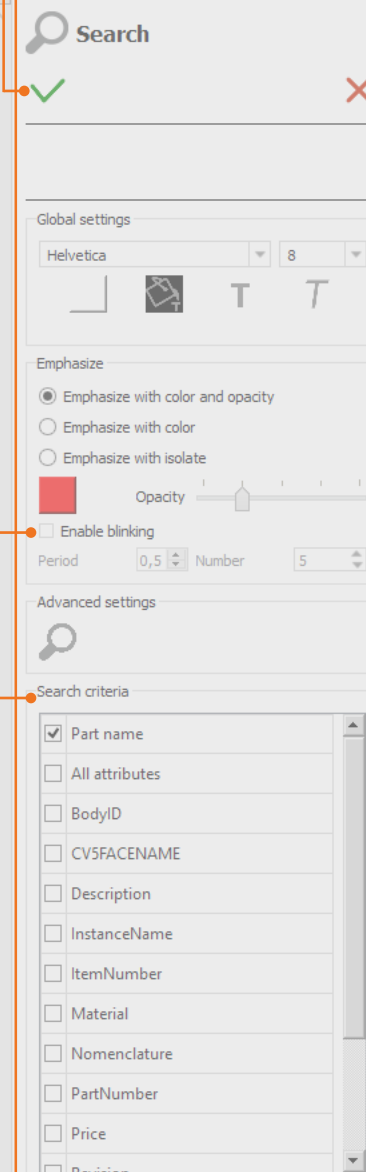 Search
Global settings
Helvetica 8
T T
Emphasize
Emphasize with color and opacity
Emphasize with color
Emphasize with isolate
Opacity
Enable blinking
Period 0,5 Number 5
Advanced settings
Search criteria
Part name
All attributes
BodyID
CV5FACENAME
Description
InstanceName
ItemNumber
Material
Nomenclature
PartNumber
Price
Revision